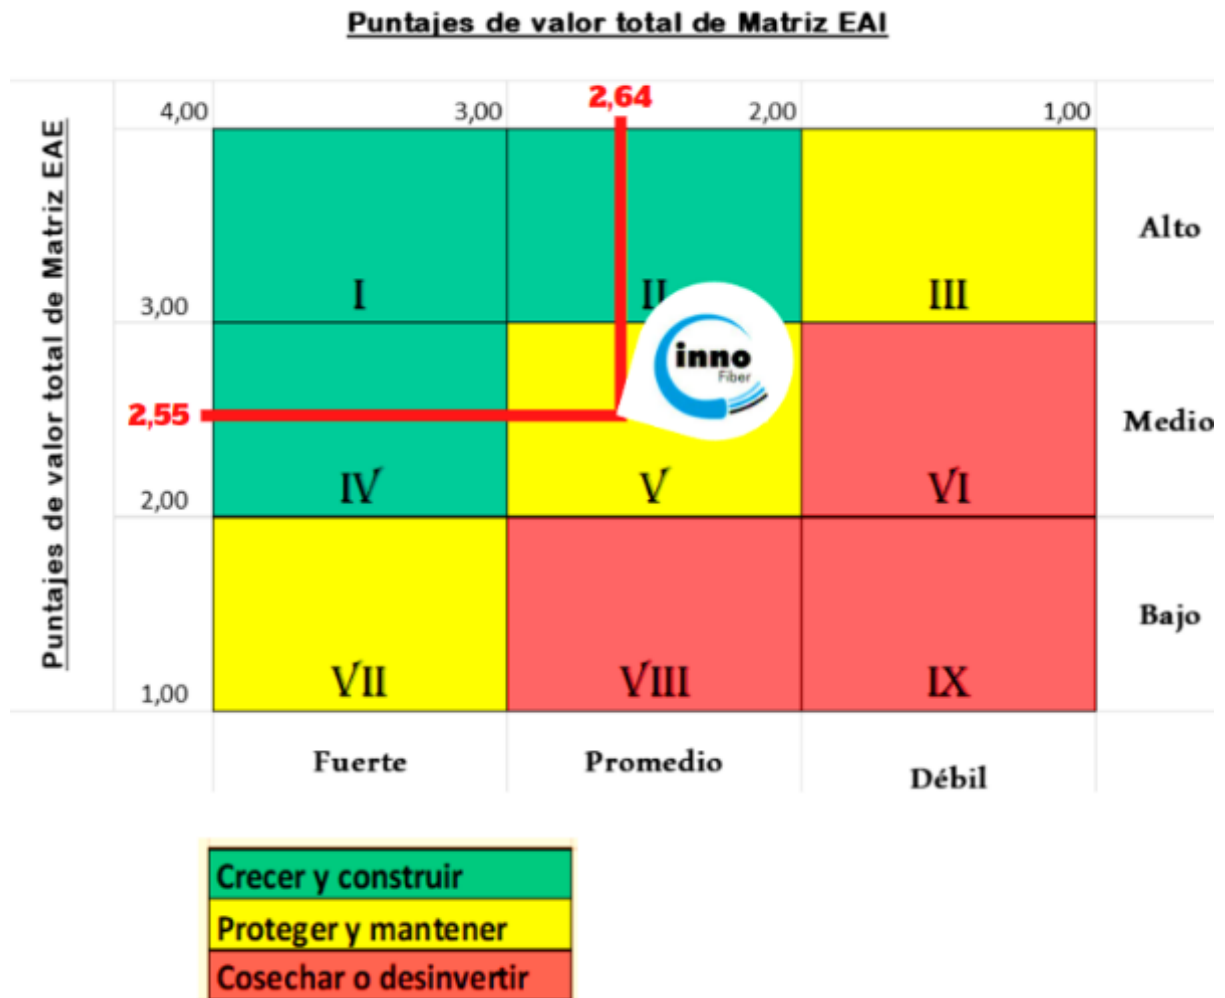 Puntajes de valor total de Matriz EAI
Puntajes de valor total de Matriz EAE
4,00
3,00
2,64
2,00
1,00
I
II
III
Alto
3,00
inno
Fiber
2,55
IV
V
VI
Medio
2,00
VII
VIII
IX
Bajo
1,00
Fuerte
Promedio
Débil
Crecer y construir
Proteger y mantener
Cosechar o desinvertir